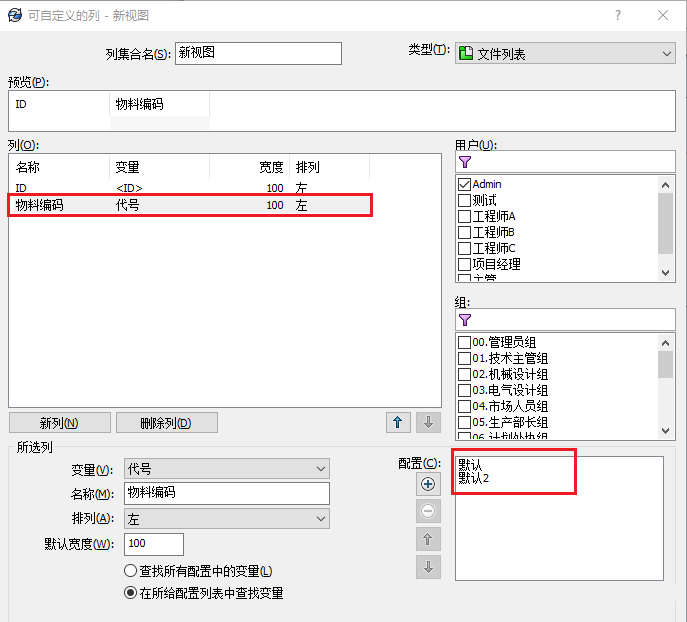 可自定义的列 - 新视图
列集合名(S): 新视图
类型(T): 文件列表
预览(P):
ID 物料编码
列(O):
名称 变量 宽度 排列
ID <ID> 100 左
物料编码 代号 100 左
新列(N) 删除列(D)
用户(U):
Admin
测试
工程师A
工程师B
工程师C
项目经理
主管
组:
00.管理员组
01.技术主管组
02.机械设计组
03.电气设计组
04.市场人员组
05.生产部长组
所选列
变量(V): 代号
名称(M): 物料编码
排列(A): 左
默认宽度(W): 100
查找所有配置中的变量(L)
在所给配置列表中查找变量
配置(C):
默认
默认2